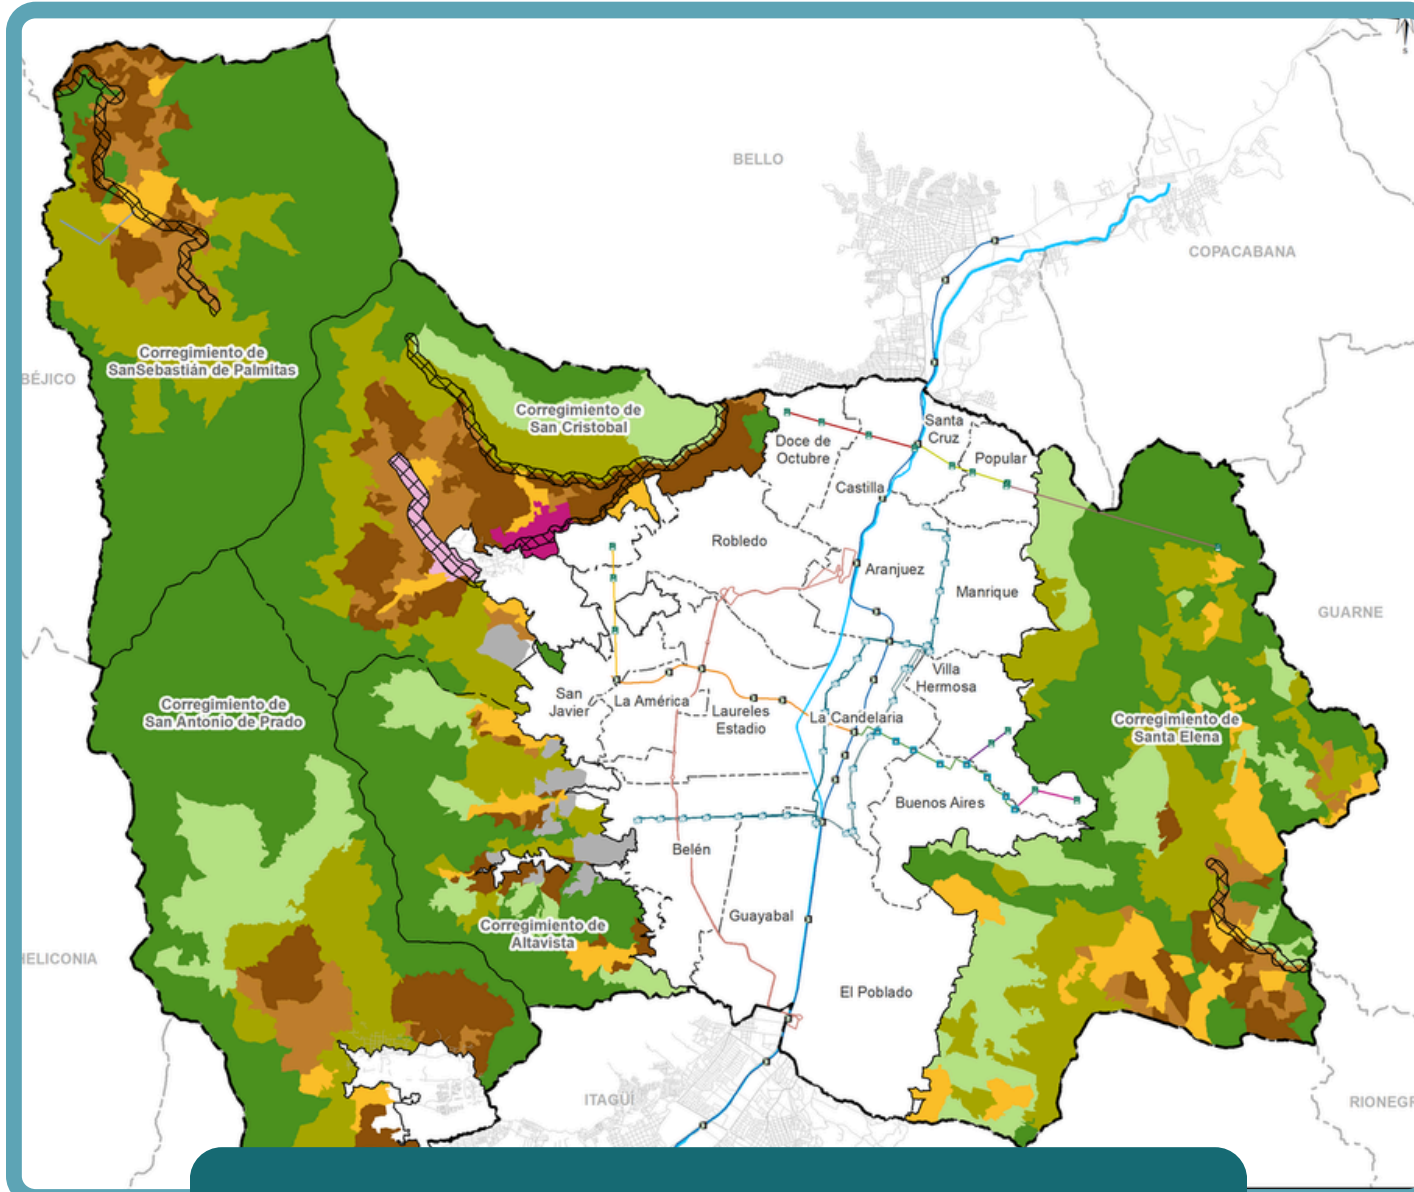 S
BELLO
COPACABANA
Corregimiento de
SanSebastián de Palmitas
BÉJICO
Corregimiento de
San Cristobal
Santa
Cruz
Doce de
Octubre
Popular
Castilla
Robledo
Aranjuez
Manrique
GUARNE
Villa
Hermosa
San
Javier
La América
Laureles
Estadio
La Candelaria
Corregimiento de
San Antonio de Prado
Corregimiento de
Santa Elena
Buenos Aires
Belén
Guayabal
Corregimiento de
Altavista
HELICONIA
El Poblado
ITAGÜÍ
RIONEGR